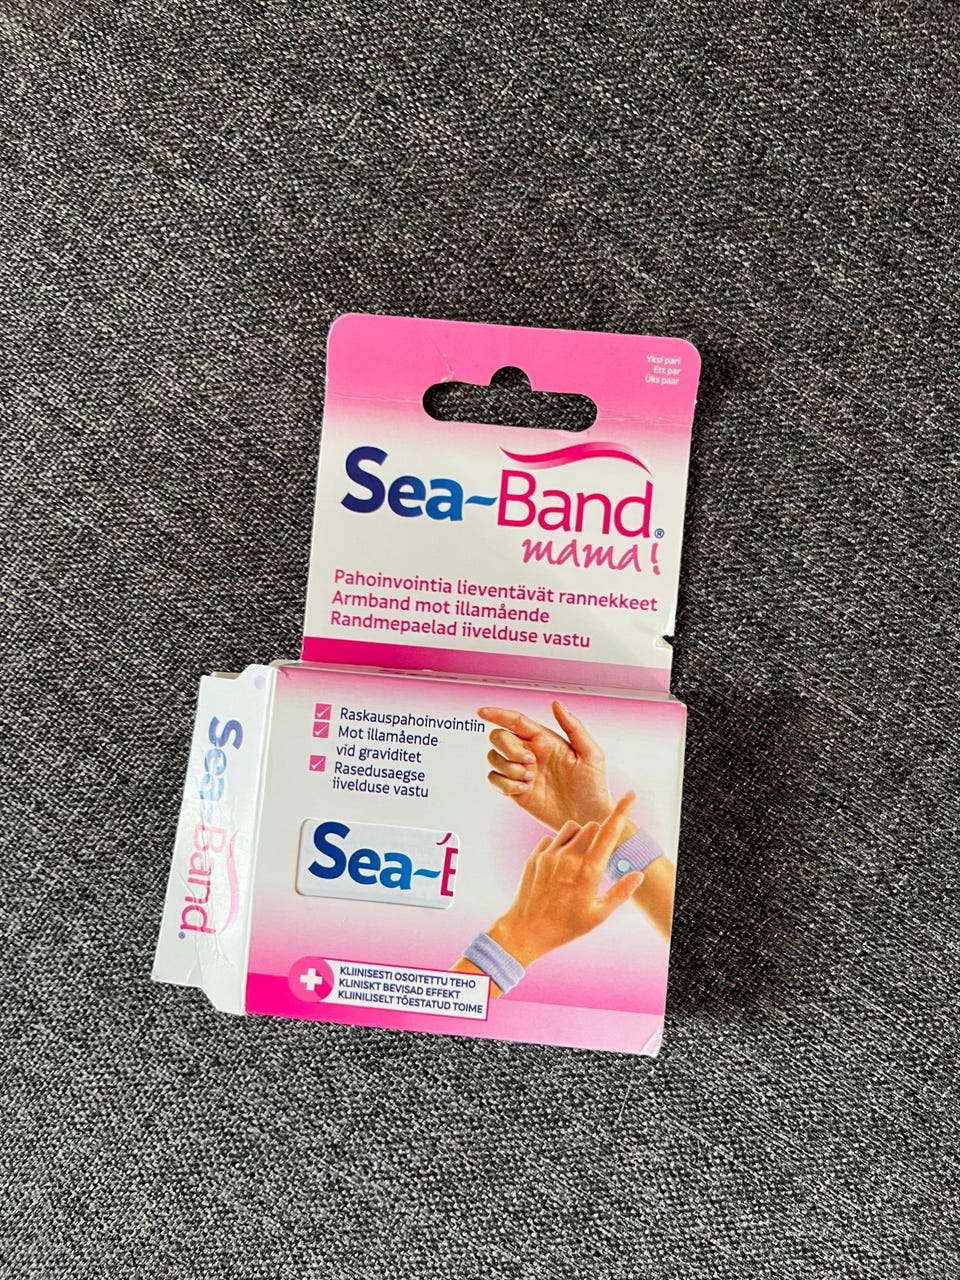 Yksi pari
Ett par
Üks paar
Sea-Band®
mama!
Pahoinvointia lieventävät rannekkeet
Armband mot illamående
Randmepaelad iivelduse vastu
Raskauspahoinvointiin
Mot illamående
vid graviditet
Rasedusaegse
iivelduse vastu
Sea-Band®
Sea-B
KLIINISESTI OSOITETTU TEHO
KLINISKT BEVISAD EFFEKT
KLIINILISELT TÕESTATUD TOIME